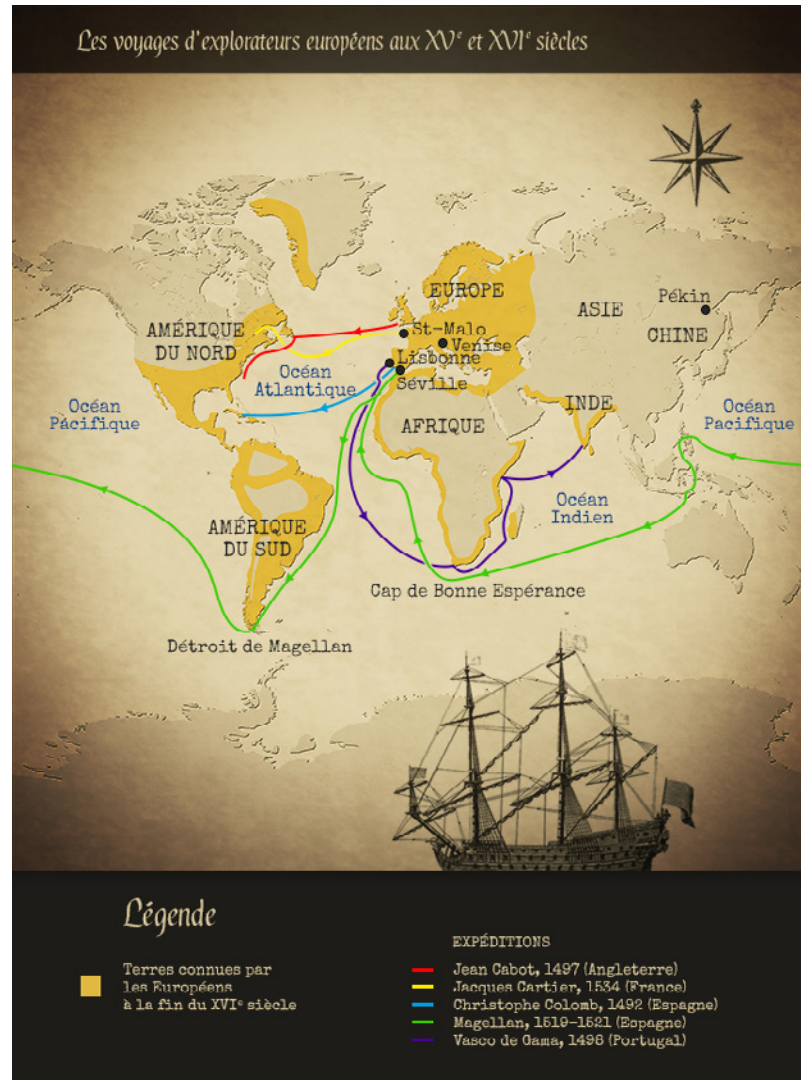 Les voyages d'explorateurs européens aux XVe et XVIe siècles
EUROPE
ASIE
Pékin
CHINE
AMÉRIQUE
DU NORD
St-Malo
Venise
Lisbonne
Séville
Océan
Atlantique
Océan
Pacifique
AFRIQUE
INDE
Océan
Pacifique
Océan
Indien
AMÉRIQUE
DU SUD
Cap de Bonne Espérance
Détroit de Magellan
Légende
Terres connues par
les Européens
à la fin du XVIe siècle
EXPÉDITIONS
Jean Cabot, 1497 (Angleterre)
Jacques Cartier, 1534 (France)
Christophe Colomb, 1492 (Espagne)
Magellan, 1519-1521 (Espagne)
Vasco de Gama, 1498 (Portugal)